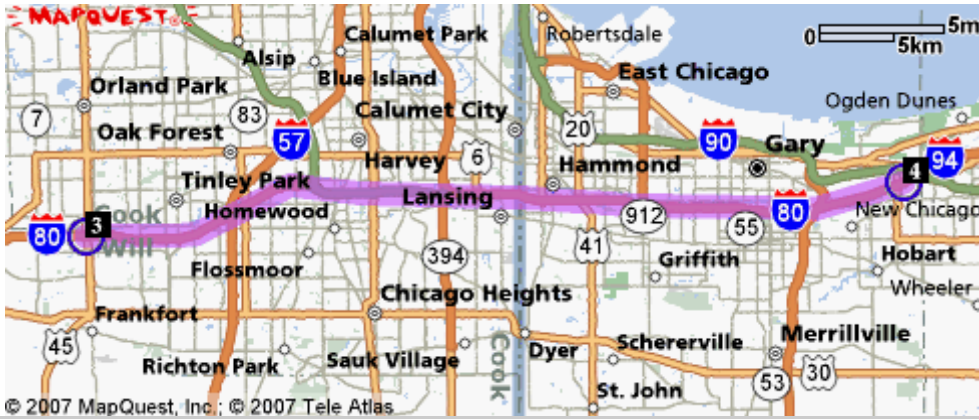 MAPQUEST
Calumet Park
Robertsdale
0
5m
5km
Alsip
Blue Island
East Chicago
Orland Park
7
83
Calumet City
Ogden Dunes
Oak Forest
57
20
90
Gary
94
Harvey
6
Hammond
4
Tinley Park
Lansing
3
Cook
Homewood
912
55
80
New Chicago
80
Will
394
41
Flossmoor
Griffith
Hobart
Chicago Heights
Wheeler
Frankfort
45
Cook
Dyer
Schererville
Merrillville
Richton Park
Sauk Village
53
30
St. John
© 2007 MapQuest, Inc.; © 2007 Tele Atlas